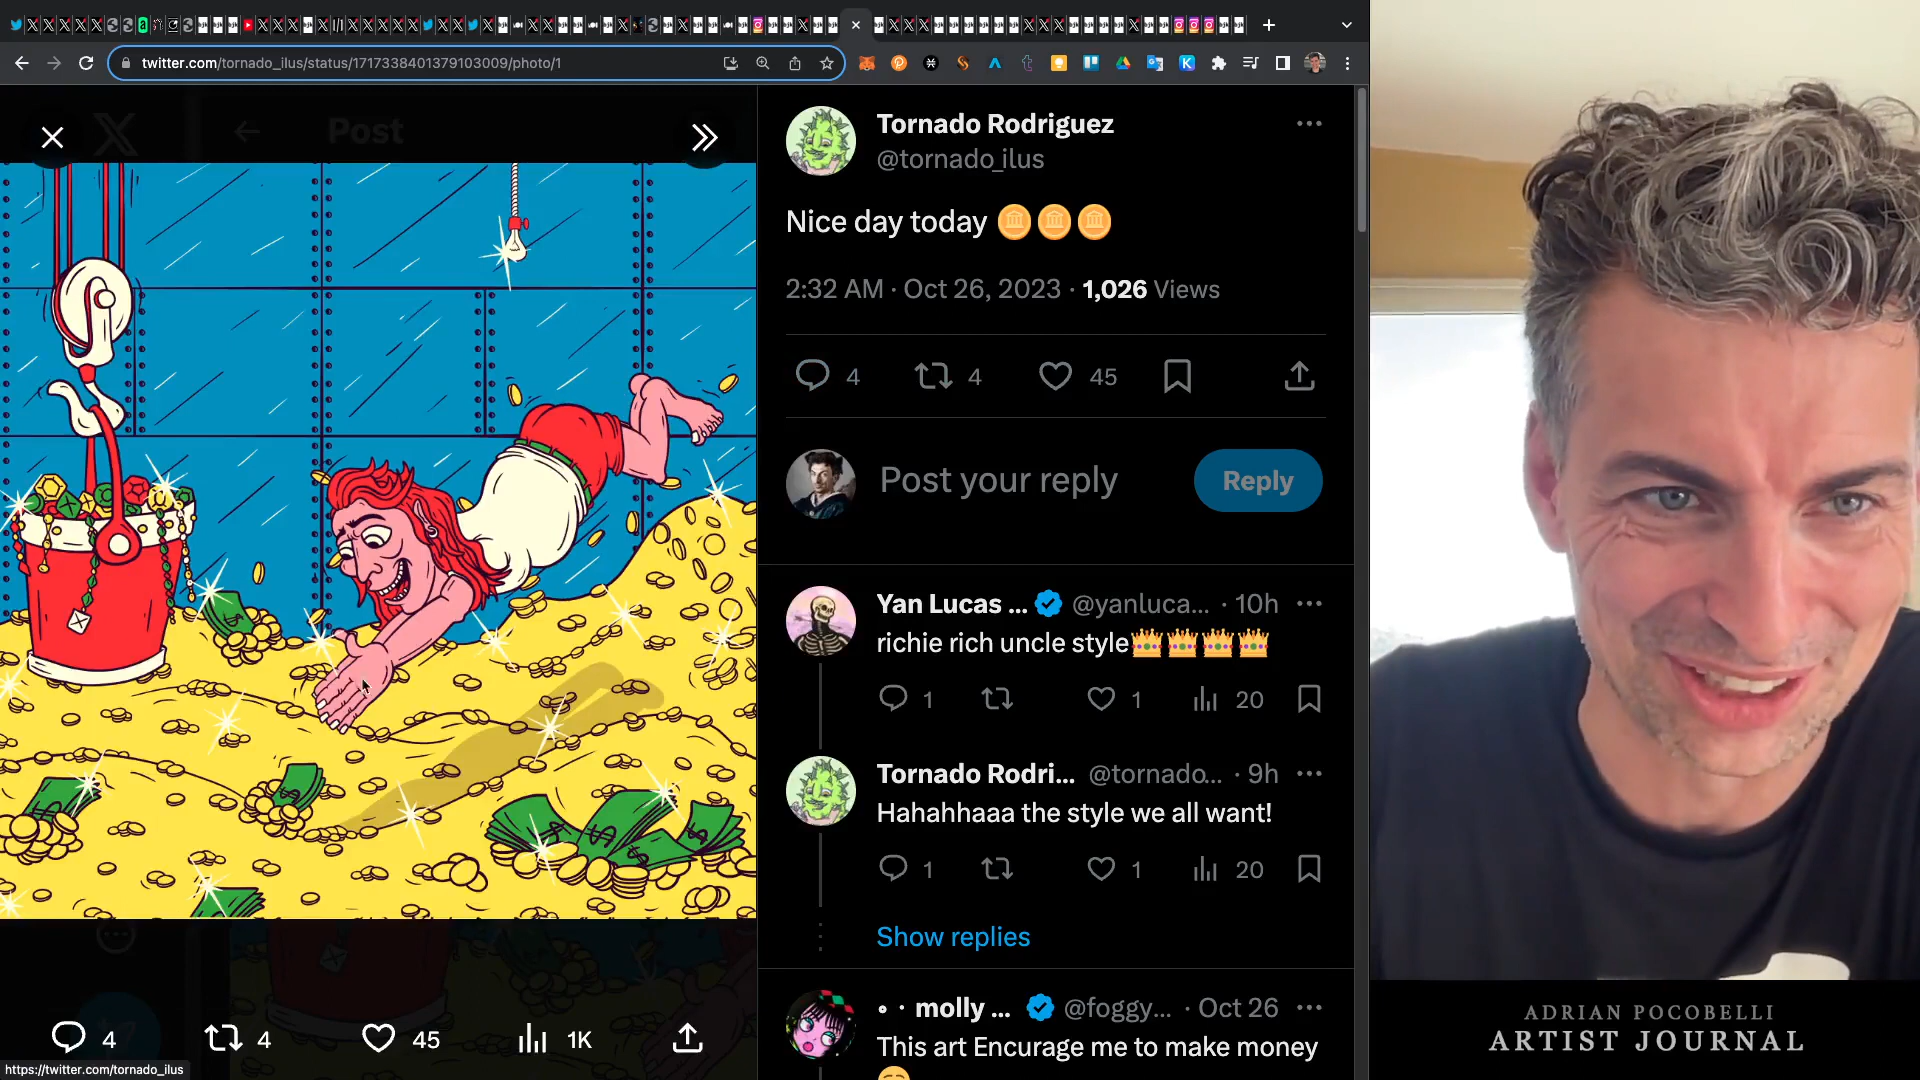 twitter.com/tornado_ilus/status/1717338401379103009/photo/1
Post
Tornado Rodriguez
@tornado_ilus
Nice day today
2:32 AM · Oct 26, 2023 · 1,026 Views
4 4 45
Post your reply
Reply
Yan Lucas ... @yanluca... · 10h
richie rich uncle style
1 1 20
Tornado Rodri... @tornado... · 9h
Hahahhaaa the style we all want!
1 1 20
Show replies
molly ... @foggy... · Oct 26
This art Encurage me to make money
4 4 45 1K
https://twitter.com/tornado_ilus
ADRIAN POCOBELLI
ARTIST JOURNAL